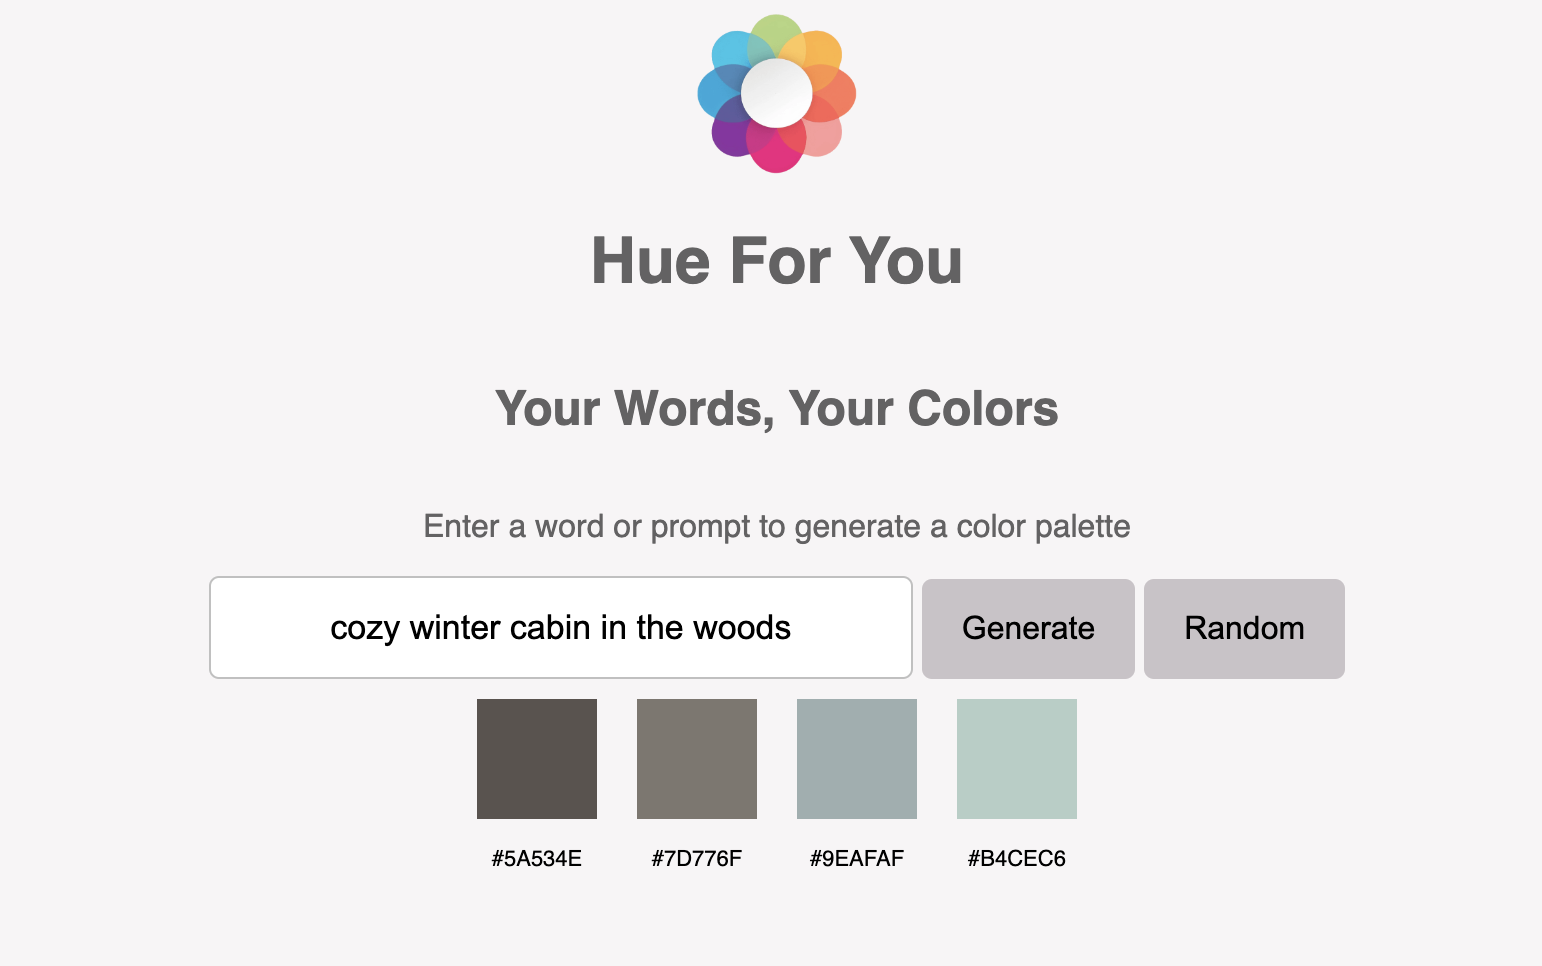 Hue For You
Your Words, Your Colors
Enter a word or prompt to generate a color palette
cozy winter cabin in the woods
Generate
Random
#5A534E
#7D776F
#9EAFAF
#B4CEC6